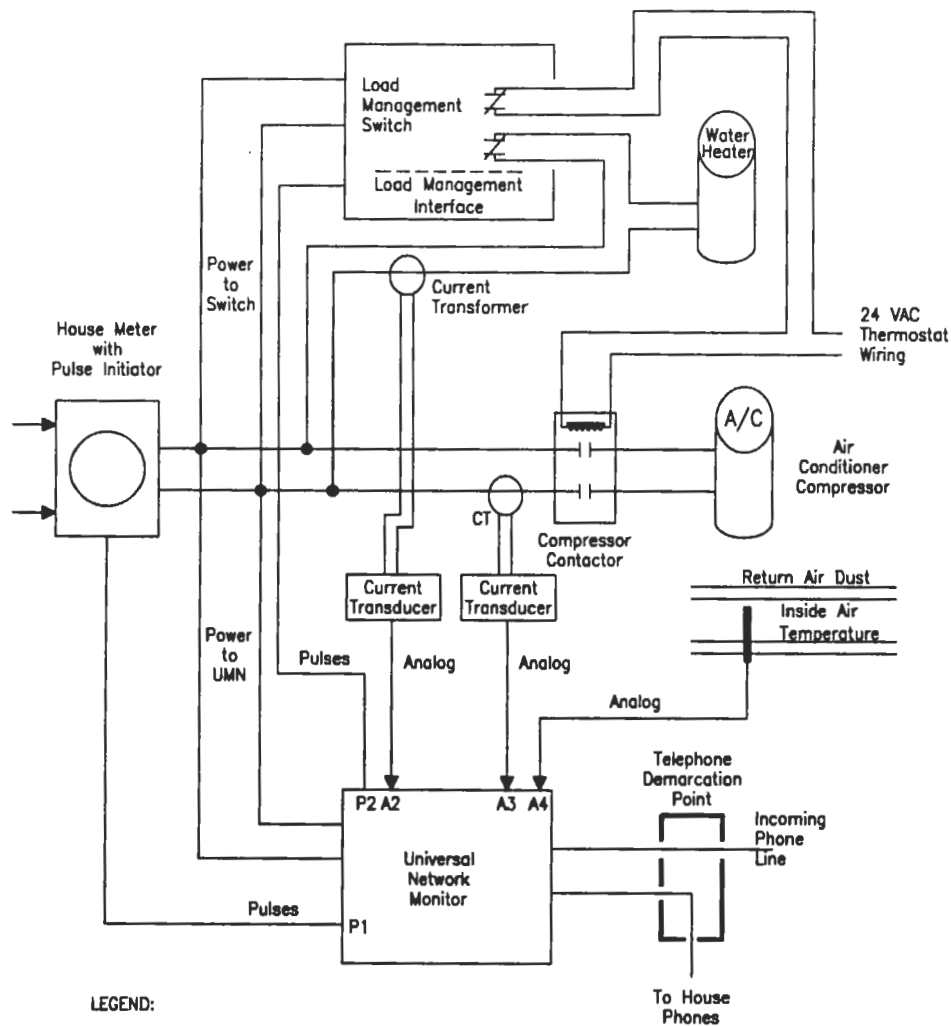 Load
Management
Switch
Load Management
Interface
Water
Heater
Power
to
Switch
Current
Transformer
24 VAC
Thermostat
Wiring
House Meter
with
Pulse Initiator
A/C
Air
Conditioner
Compressor
CT
Compressor
Contactor
Current
Transducer
Current
Transducer
Return Air Dust
Inside Air
Temperature
Power
to
UMN
Pulses
Analog
Analog
Analog
Telephone
Demarcation
Point
P2 A2
A3 A4
Incoming
Phone
Line
Universal
Network
Monitor
Pulses
P1
LEGEND:
To House
Phones